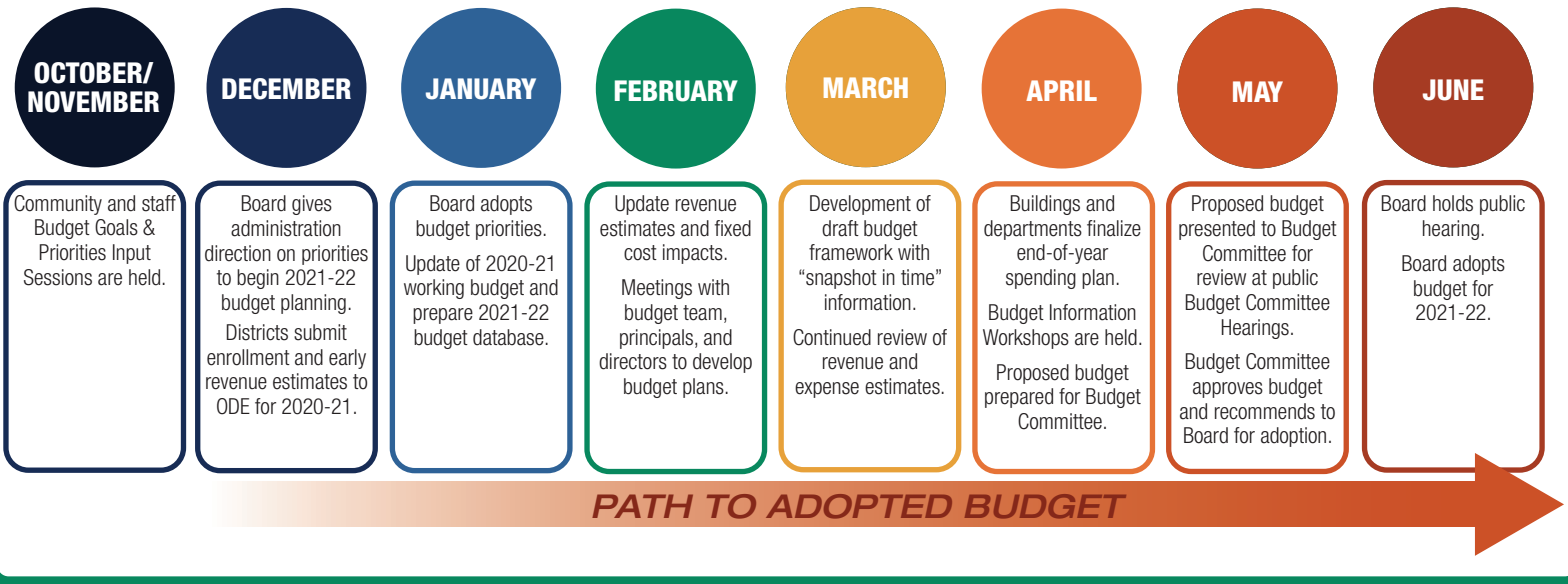 OCTOBER/
NOVEMBER
Community and staff
Budget Goals &
Priorities Input
Sessions are held.
DECEMBER
Board gives
administration
direction on priorities
to begin 2021-22
budget planning.
Districts submit
enrollment and early
revenue estimates to
ODE for 2020-21.
JANUARY
Board adopts
budget priorities.
Update of 2020-21
working budget and
prepare 2021-22
budget database.
FEBRUARY
Update revenue
estimates and fixed
cost impacts.
Meetings with
budget team,
principals, and
directors to develop
budget plans.
MARCH
Development of
draft budget
framework with
“snapshot in time”
information.
Continued review of
revenue and
expense estimates.
APRIL
Buildings and
departments finalize
end-of-year
spending plan.
Budget Information
Workshops are held.
Proposed budget
prepared for Budget
Committee.
MAY
Proposed budget
presented to Budget
Committee for
review at public
Budget Committee
Hearings.
Budget Committee
approves budget
and recommends to
Board for adoption.
JUNE
Board holds public
hearing.
Board adopts
budget for
2021-22.
PATH TO ADOPTED BUDGET